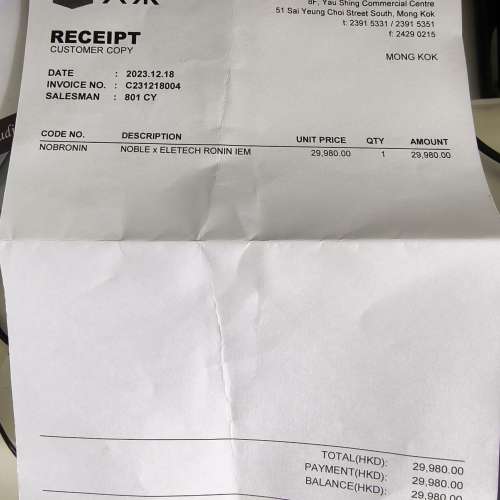 8F, Yau Shing Commercial Centre
51 Sai Yeung Choi Street South, Mong Kok
t: 2391 5331 / 2391 5351
f: 2429 0215
RECEIPT
CUSTOMER COPY
MONG KOK
DATE : 2023.12.18
INVOICE NO. : C231218004
SALESMAN : 801 CY
CODE NO. DESCRIPTION UNIT PRICE QTY AMOUNT
NOBRONIN NOBLE x ELETECH RONIN IEM 29,980.00 1 29,980.00
TOTAL(HKD): 29,980.00
PAYMENT(HKD): 29,980.00
BALANCE(HKD): 29,980.00